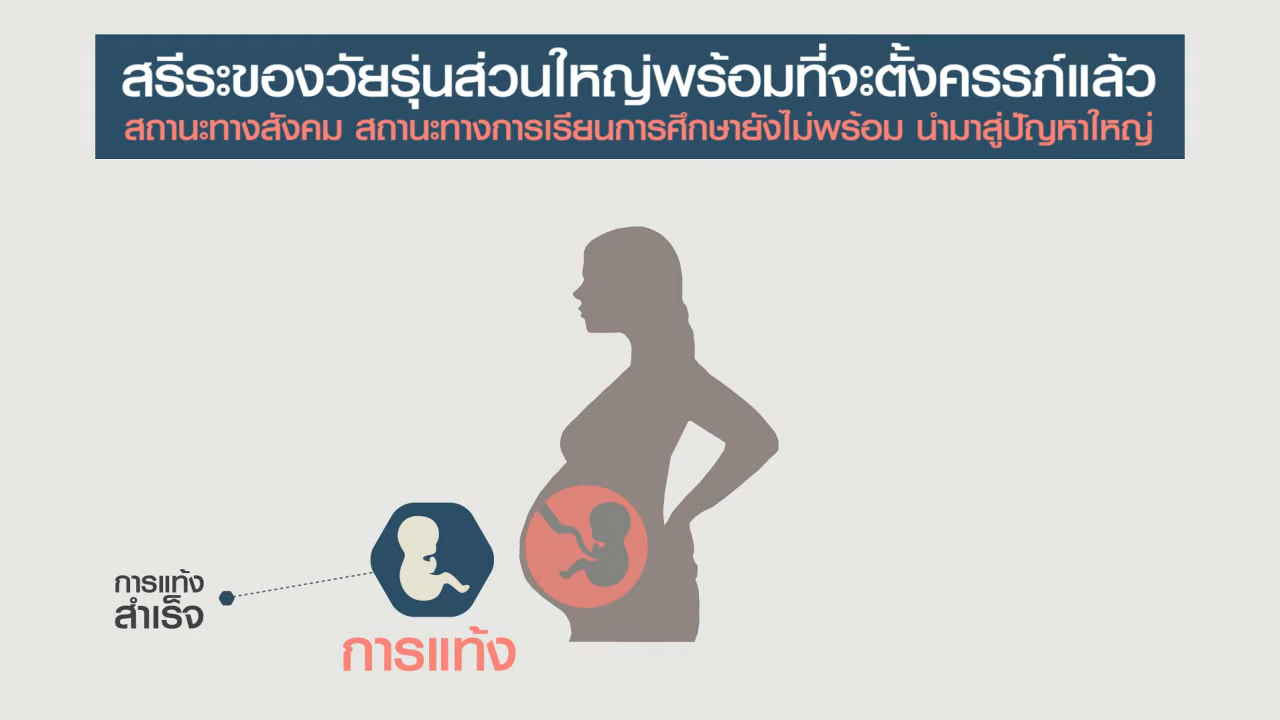 สรีระของวัยรุ่นส่วนใหญ่พร้อมที่จะตั้งครรภ์แล้ว
สถานะทางสังคม สถานะทางการเรียนการศึกษายังไม่พร้อม นำมาสู่ปัญหาใหญ่
การแท้ง
สำเร็จ
การแท้ง